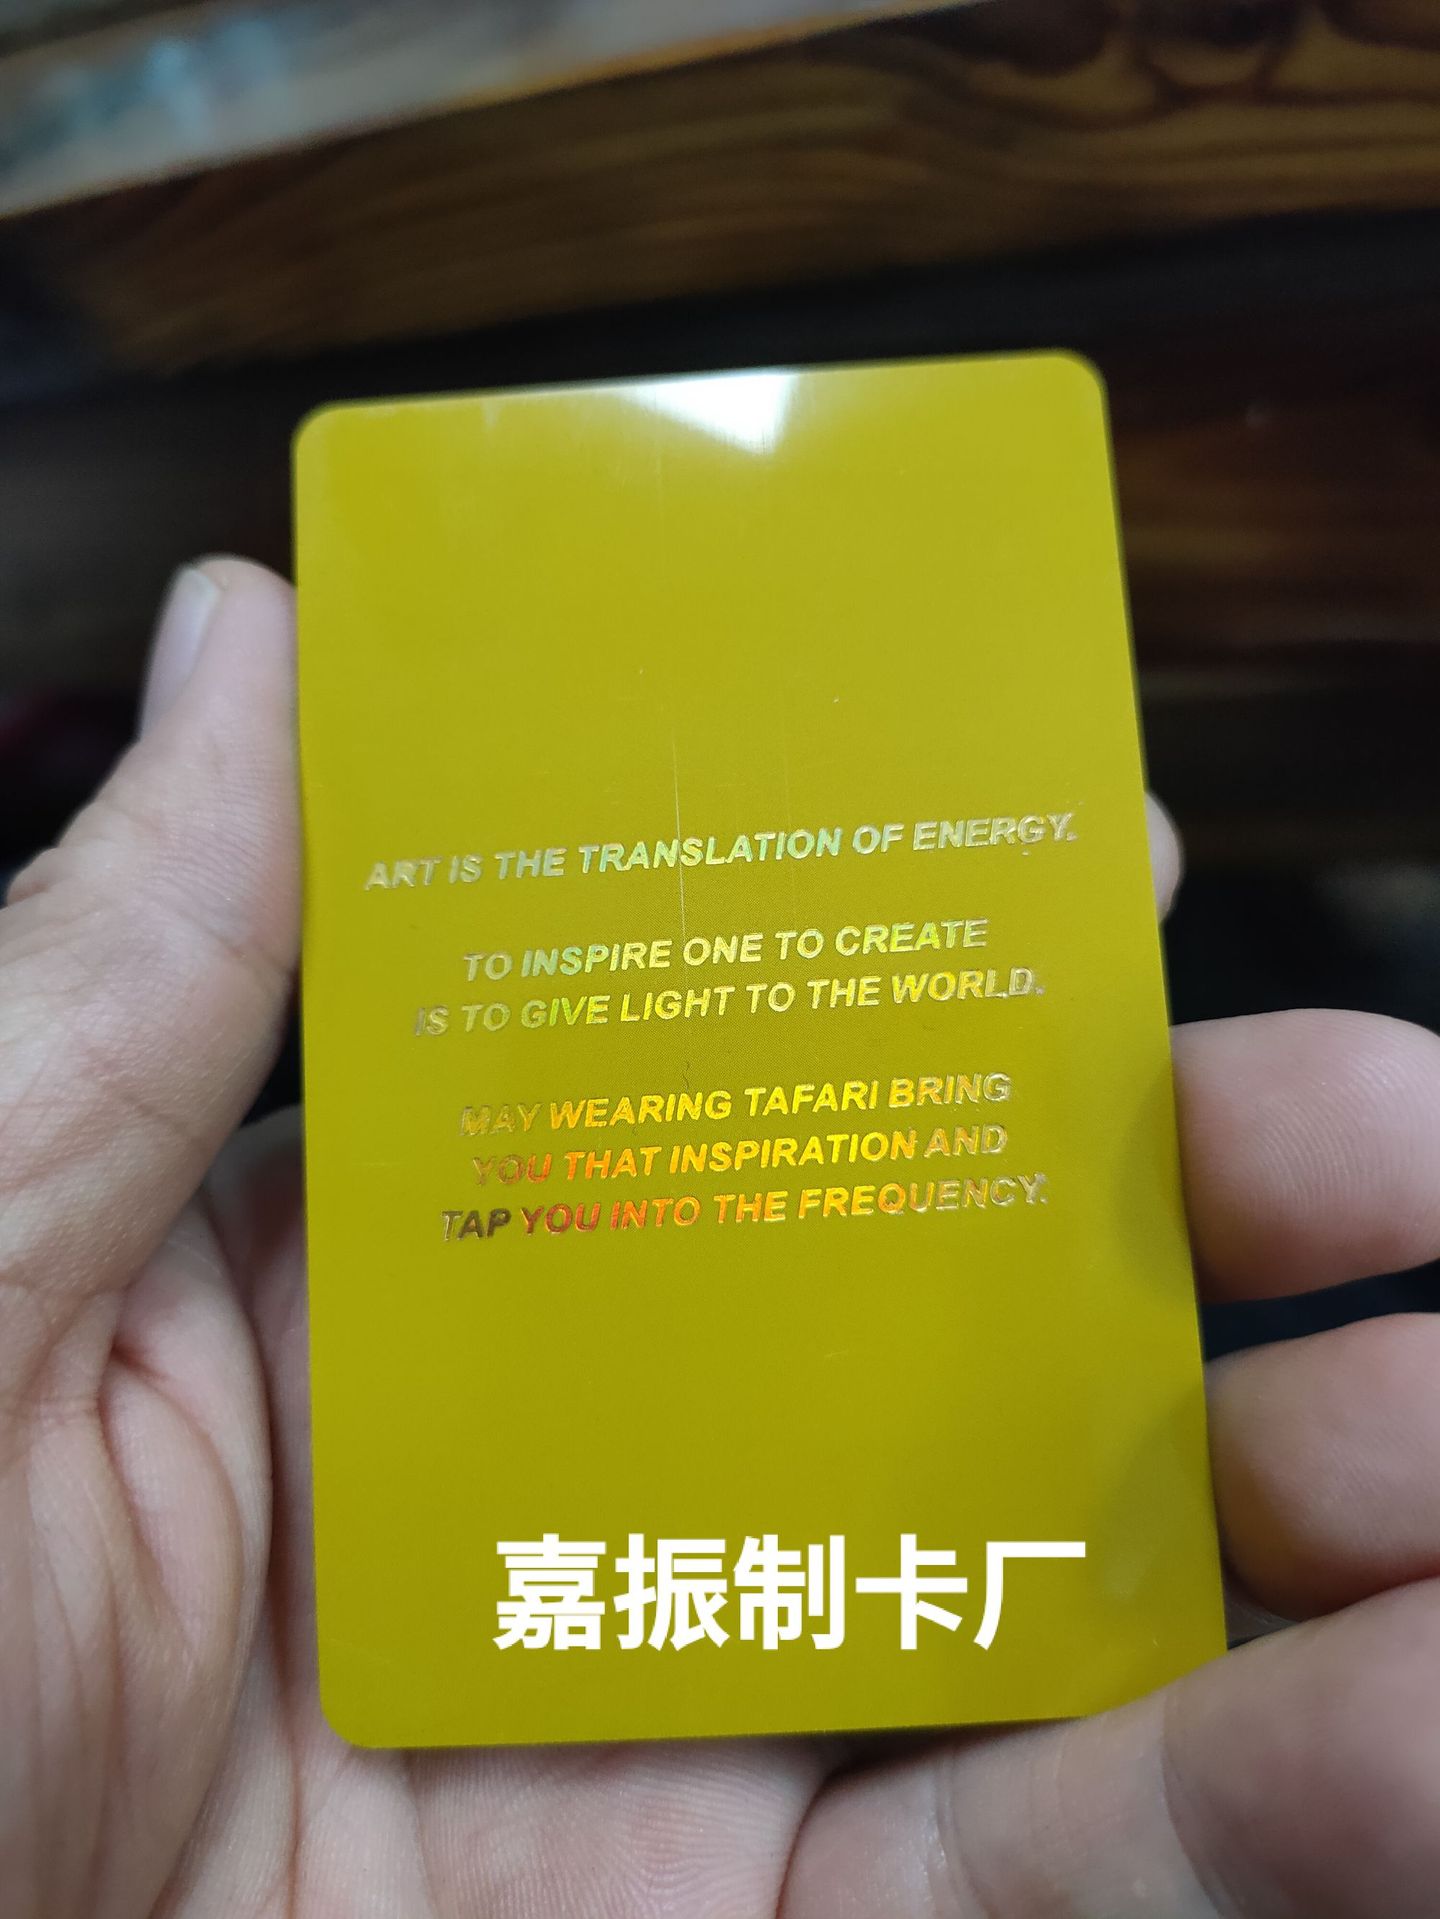 ART IS THE TRANSLATION OF ENERGY.
TO INSPIRE ONE TO CREATE
IS TO GIVE LIGHT TO THE WORLD.
MAY WEARING TAFARI BRING
YOU THAT INSPIRATION AND
TAP YOU INTO THE FREQUENCY.
嘉振制卡厂